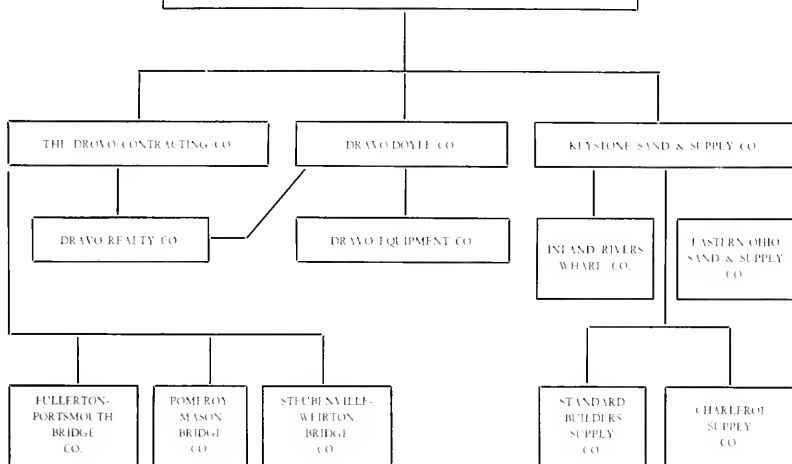 THE DROVO CONTRACTING CO
DRAVO DOYLE CO
KEYSTONE SAND & SUPPLY CO
DRAVO REALTY CO
DRAVO EQUIPMENT CO
INLAND RIVERS
WHARF CO.
EASTERN OHIO
SAND & SUPPLY
CO
FULLERTON-
PORTSMOUTH
BRIDGE
CO.
POMEROY
MASON
BRIDGE
CO
STEUBENVILLE-
WEIRTON
BRIDGE
CO
STANDARD
BUILDERS
SUPPLY
CO
CHARLEROI
SUPPLY
CO